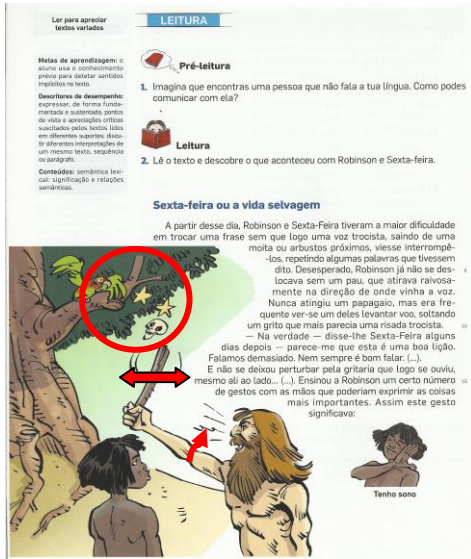 Ler para apreciar
textos variados
LEITURA
Metas de aprendizagem: o
aluno usa o conhecimento
prévio para detetar sentidos
implícitos no texto.
Descritores de desempenho:
expressar, de forma funda-
mentada e sustentada, pontos
de vista e apreciações críticas
suscitados pelos textos lidos
em diferentes suportes; discu-
tir diferentes interpretações de
um mesmo texto, sequência
ou parágrafo.
Conteúdos: semântica lexi-
cal: significação e relações
semânticas.
Pré-leitura
1. Imagina que encontras uma pessoa que não fala a tua língua. Como podes
comunicar com ela?
Leitura
2. Lê o texto e descobre o que aconteceu com Robinson e Sexta-feira.
Sexta-feira ou a vida selvagem
A partir desse dia, Robinson e Sexta-Feira tiveram a maior dificuldade
em trocar uma frase sem que logo uma voz trocista, saindo de uma
moita ou arbustos próximos, viesse interrompê-
-los, repetindo algumas palavras que tivessem
dito. Desesperado, Robinson já não se des-
locava sem um pau, que atirava raivosa-
mente na direção de onde vinha a voz.
Nunca atingiu um papagaio, mas era fre-
quente ver-se um deles levantar voo, soltando
um grito que mais parecia uma risada trocista.
— Na verdade — disse-lhe Sexta-Feira alguns
dias depois — parece-me que esta é uma boa lição.
Falamos demasiado. Nem sempre é bom falar. (...).
E não se deixou perturbar pela gritaria que logo se ouviu,
mesmo ali ao lado... (...). Ensinou a Robinson um certo número
de gestos com as mãos que poderiam exprimir as coisas
mais importantes. Assim este gesto
significava:
Tenho sono